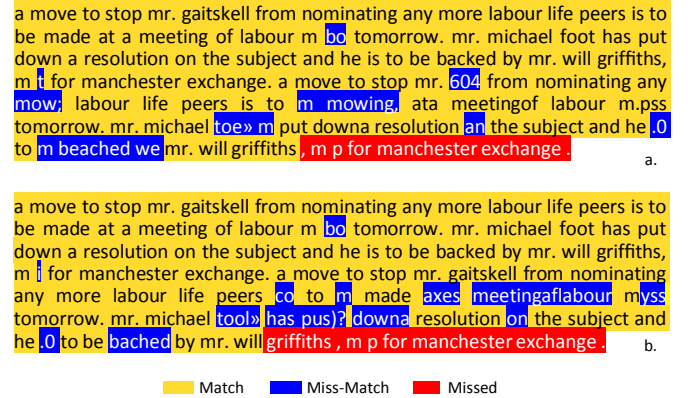 a move to stop mr. gaitskell from nominating any more labour life peers is to
be made at a meeting of labour m bo tomorrow. mr. michael foot has put
down a resolution on the subject and he is to be backed by mr. will griffiths,
m t for manchester exchange. a move to stop mr. 604 from nominating any
mow; labour life peers is to m mowing, ata meetingof labour m.pss
tomorrow. mr. michael toe» m put downa resolution an the subject and he .0
to m beached we mr. will griffiths , m p for manchester exchange .
a.
a move to stop mr. gaitskell from nominating any more labour life peers is to
be made at a meeting of labour m bo tomorrow. mr. michael foot has put
down a resolution on the subject and he is to be backed by mr. will griffiths,
m i for manchester exchange. a move to stop mr. gaitskell from nominating
any more labour life peers co to m made axes meetingaflabour myss
tomorrow. mr. michael tool» has pus)? downa resolution on the subject and
he .0 to be bached by mr. will griffiths , m p for manchester exchange .
b.
Match Miss-Match Missed